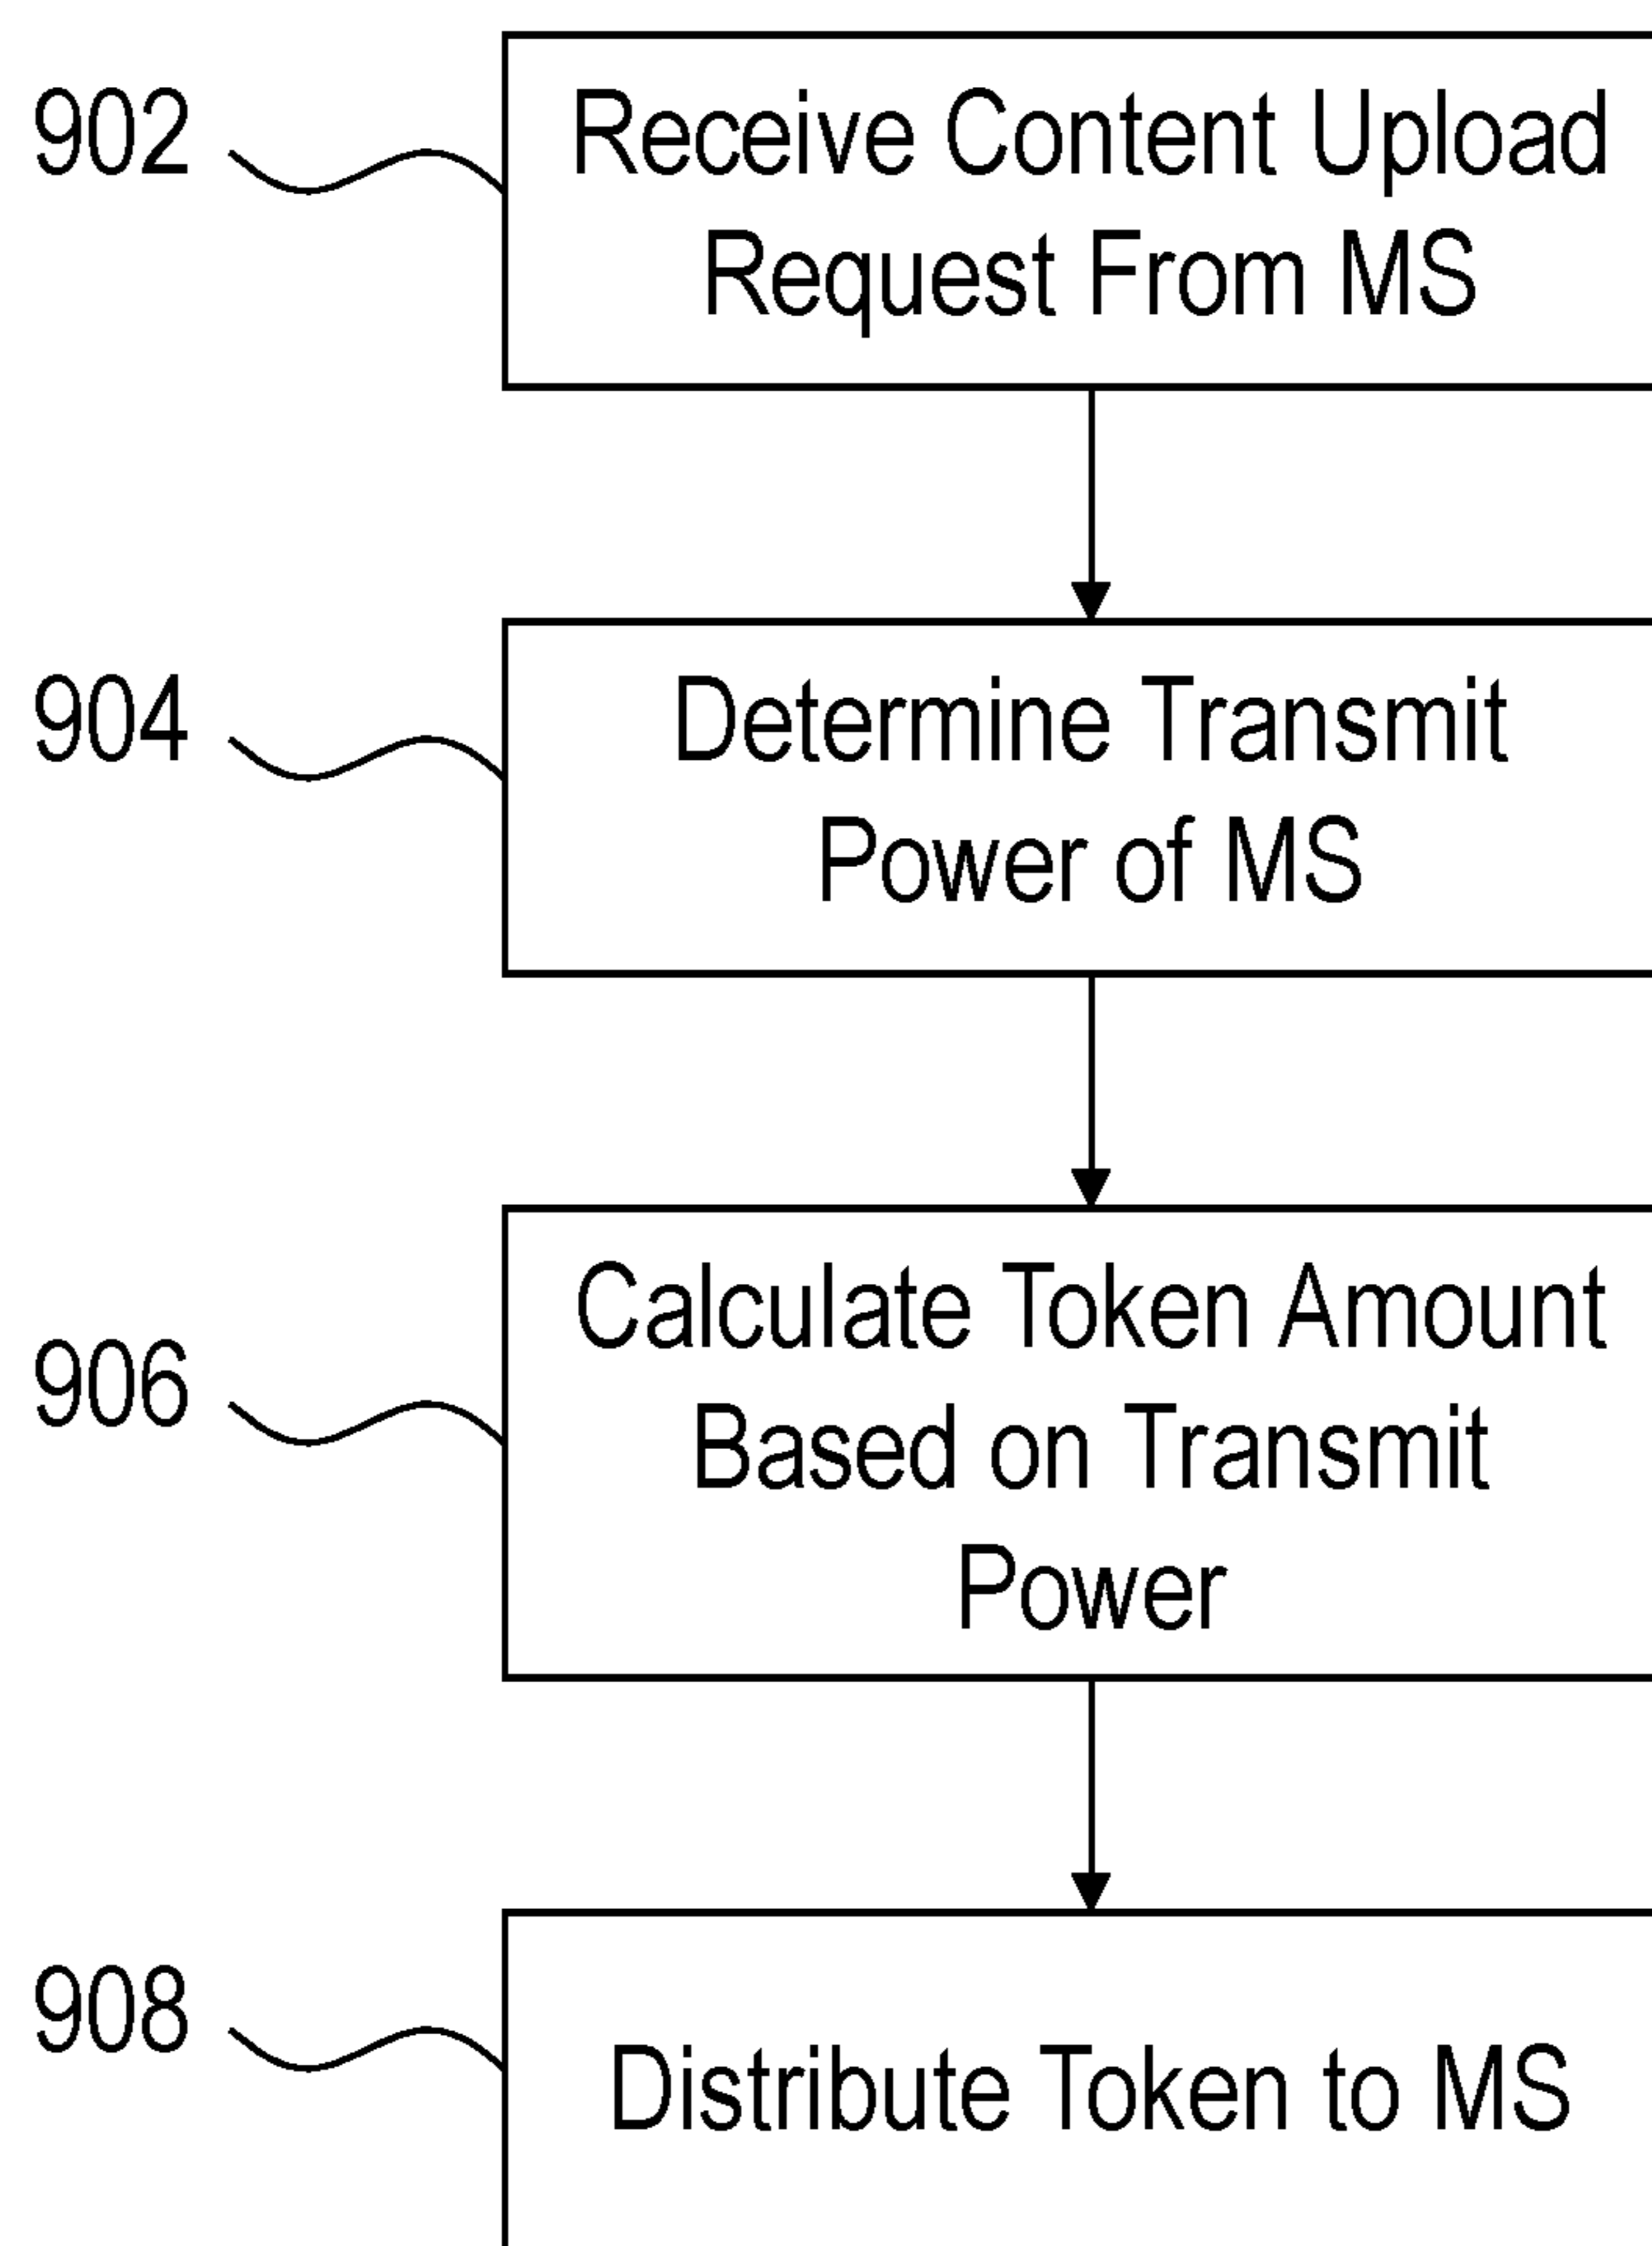 902
Receive Content Upload
Request From MS
904
Determine Transmit
Power of MS
906
Calculate Token Amount
Based on Transmit
Power
908
Distribute Token to MS